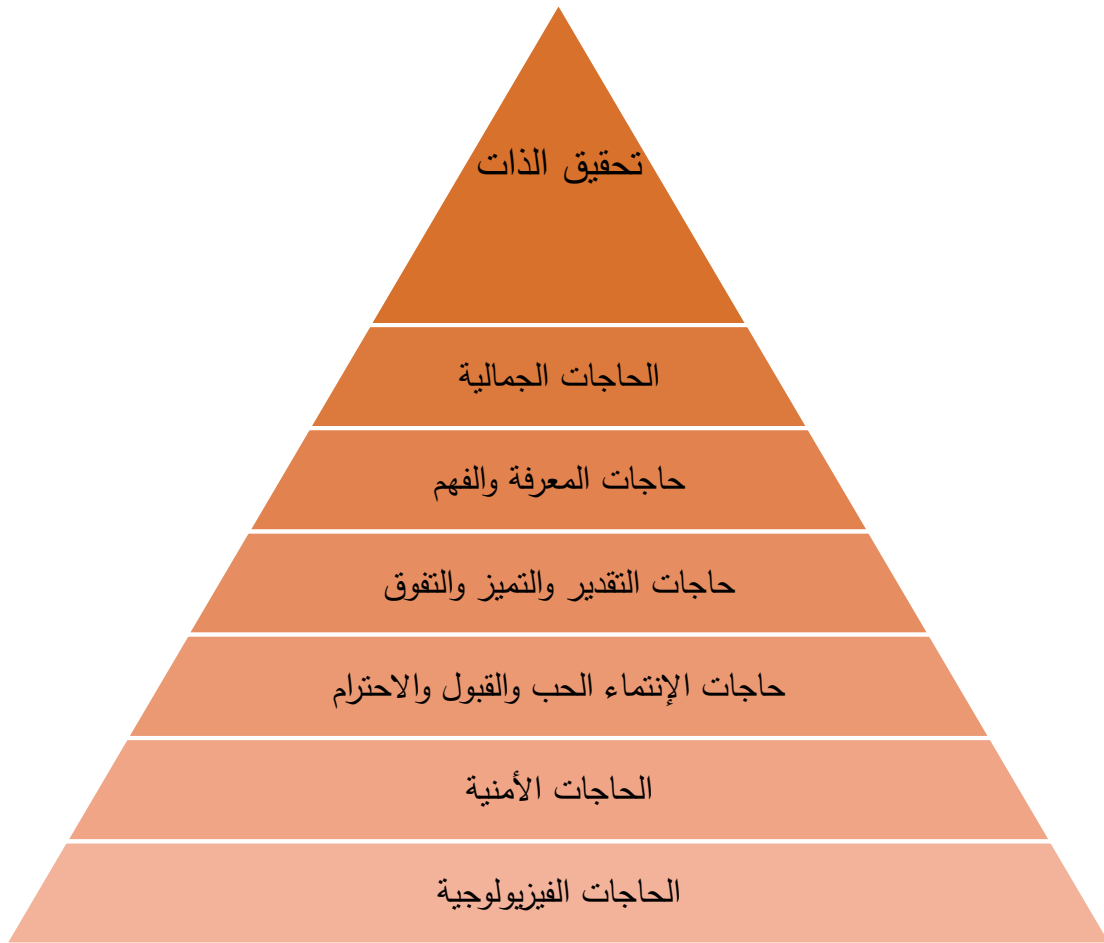 تحقيق الذات
الحاجات الجمالية
حاجات المعرفة والفهم
حاجات التقدير والتميز والتفوق
حاجات الإنتماء الحب والقبول والاحترام
الحاجات الأمنية
الحاجات الفيزيولوجية